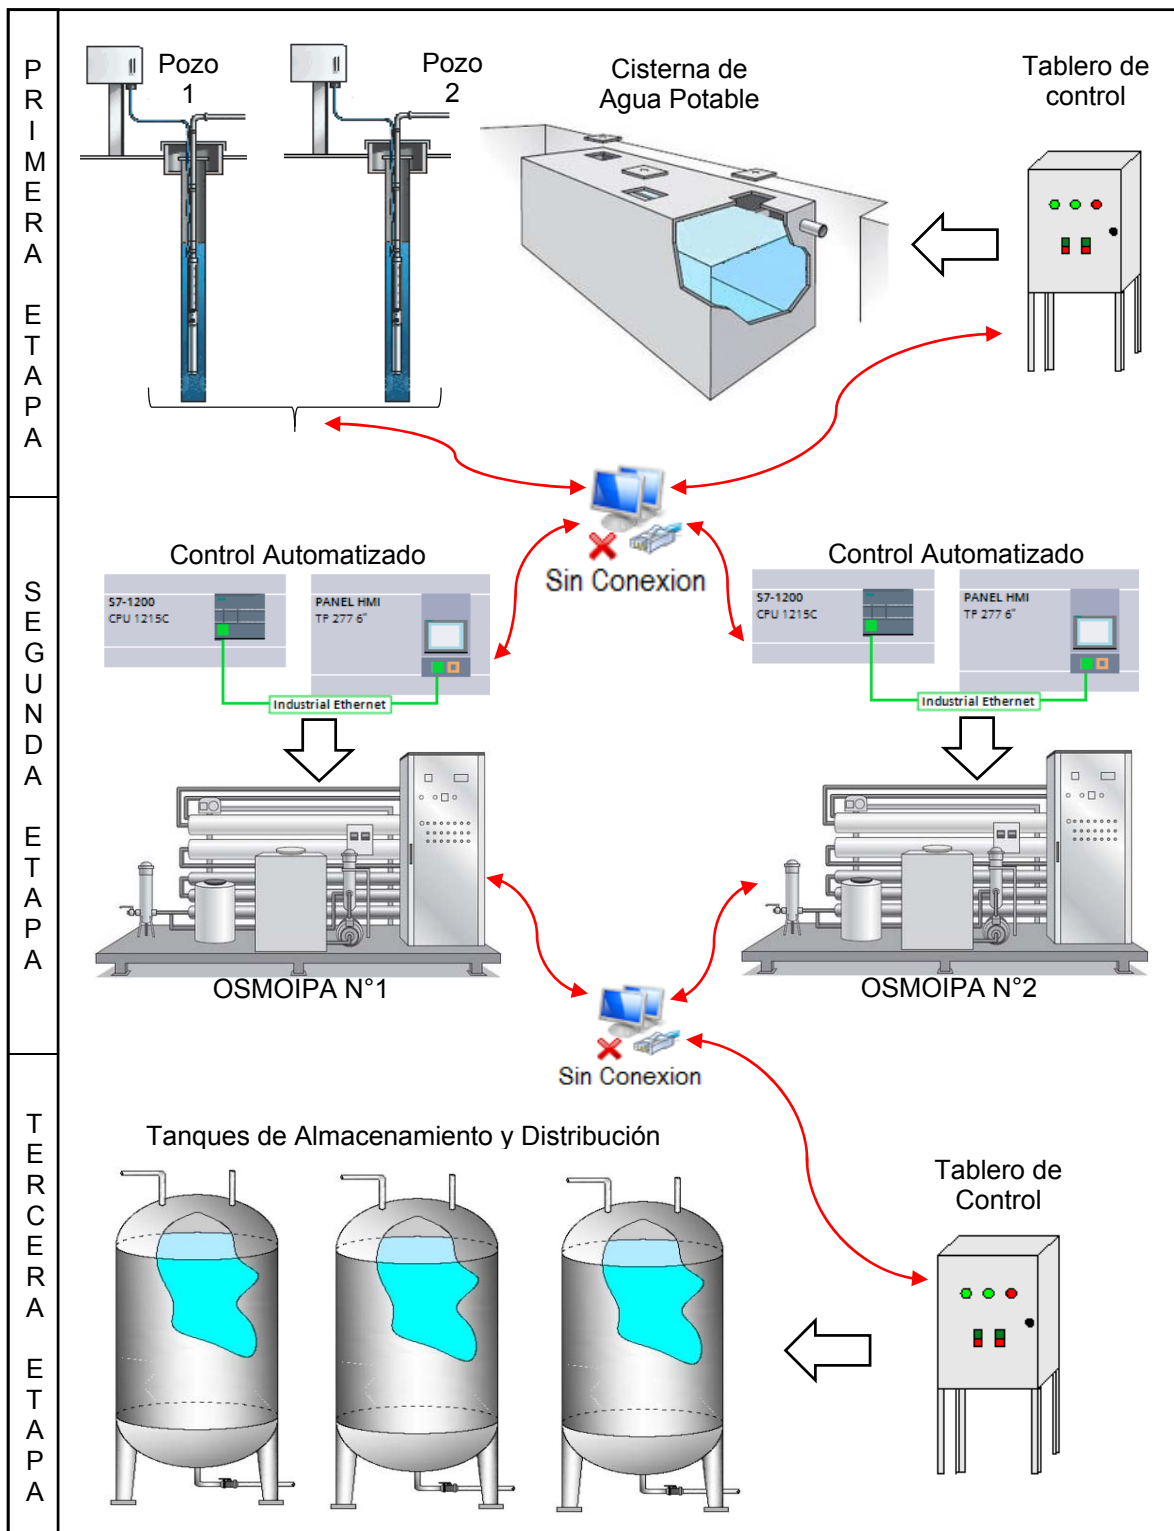 PRIMERA ETAPA
Pozo
1
Pozo
2
Cisterna de
Agua Potable
Tablero de
control
Sin Conexion
SEGUNDA ETAPA
Control Automatizado
S7-1200
CPU 1215C
PANEL HMI
TP 277 6"
Industrial Ethernet
Control Automatizado
S7-1200
CPU 1215C
PANEL HMI
TP 277 6"
Industrial Ethernet
OSMOIPA N°1
OSMOIPA N°2
Sin Conexion
TERCERA ETAPA
Tanques de Almacenamiento y Distribución
Tablero de
Control